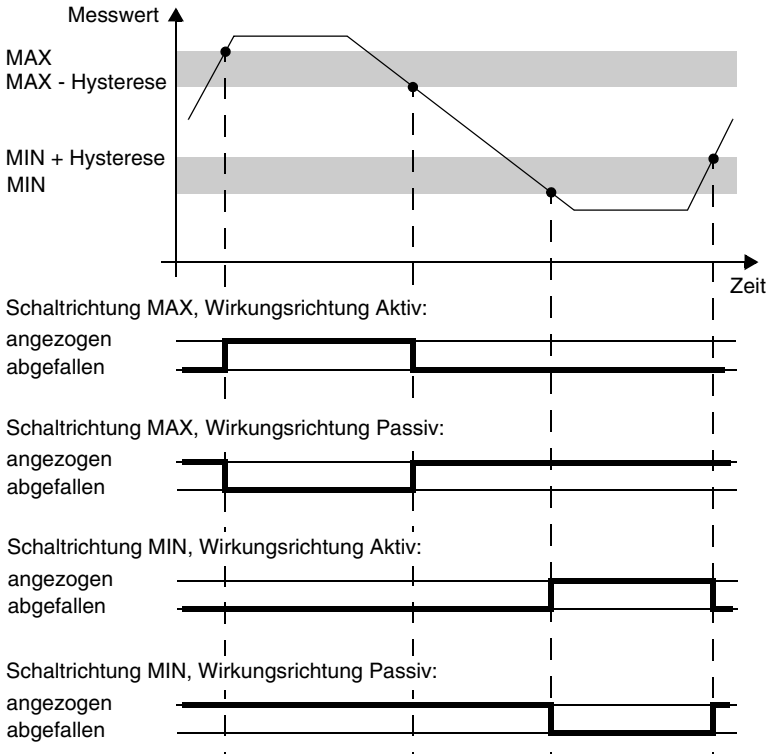 Messwert
MAX
MAX - Hysterese
MIN + Hysterese
MIN
Zeit
Schaltrichtung MAX, Wirkungsrichtung Aktiv:
angezogen
abgefallen
Schaltrichtung MAX, Wirkungsrichtung Passiv:
angezogen
abgefallen
Schaltrichtung MIN, Wirkungsrichtung Aktiv:
angezogen
abgefallen
Schaltrichtung MIN, Wirkungsrichtung Passiv:
angezogen
abgefallen